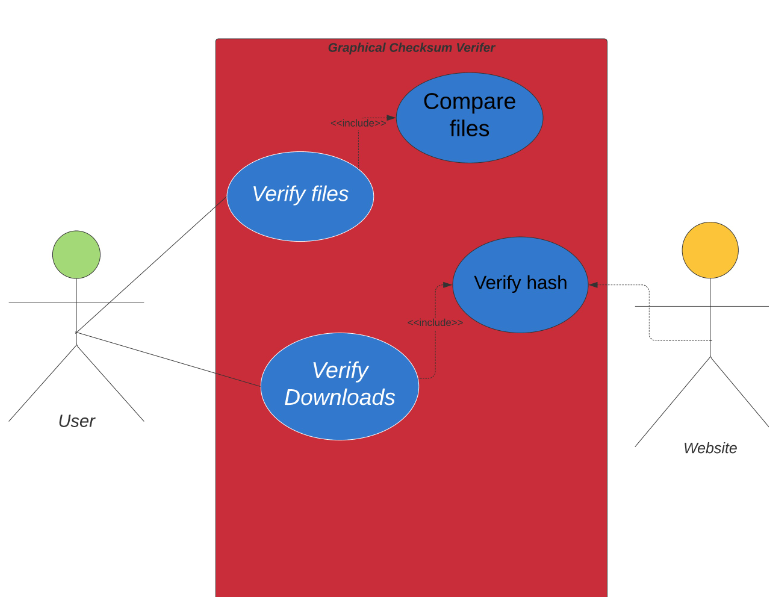 Graphical Checksum Verifer
Compare
files
<<include>>
Verify files
Verify hash
<<include>>
Verify
Downloads
User
Website